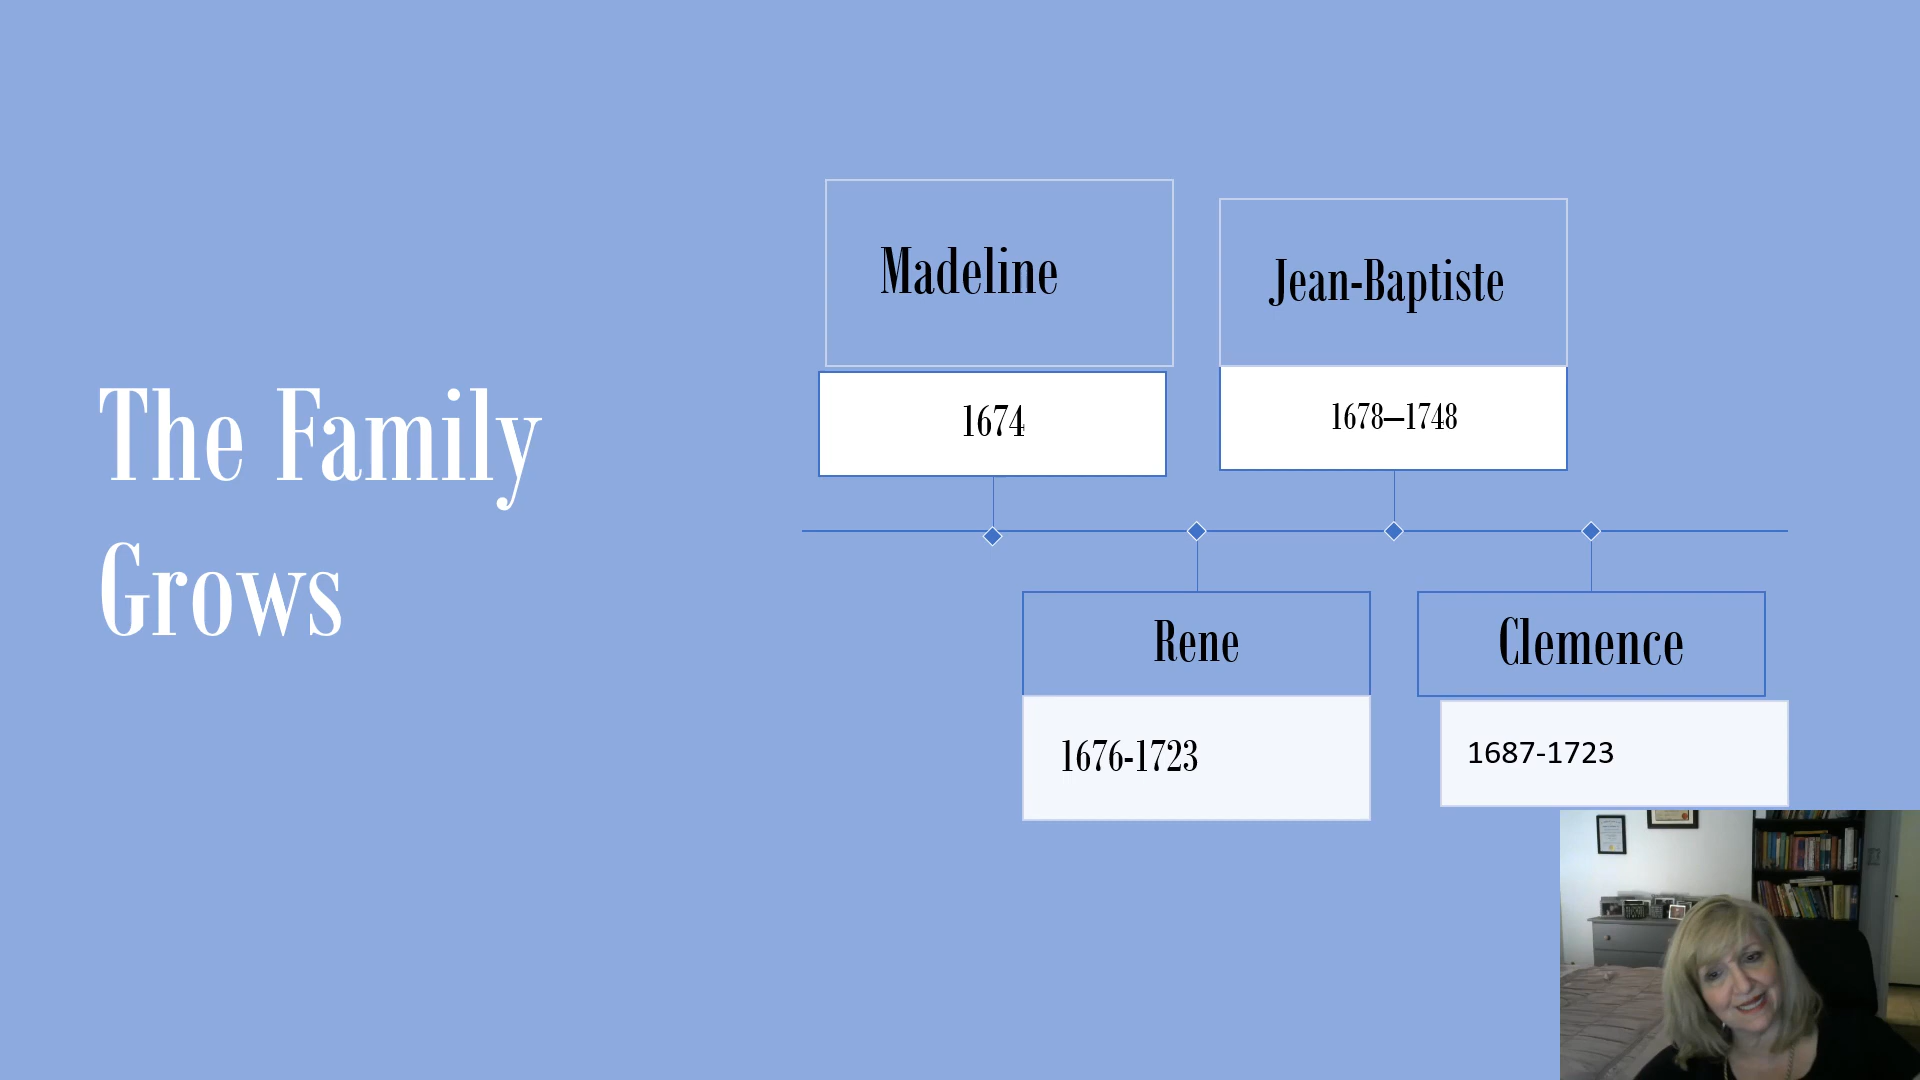 The Family
Grows
Madeline
1674
Jean-Baptiste
1678–1748
Rene
1676-1723
Clemence
1687-1723